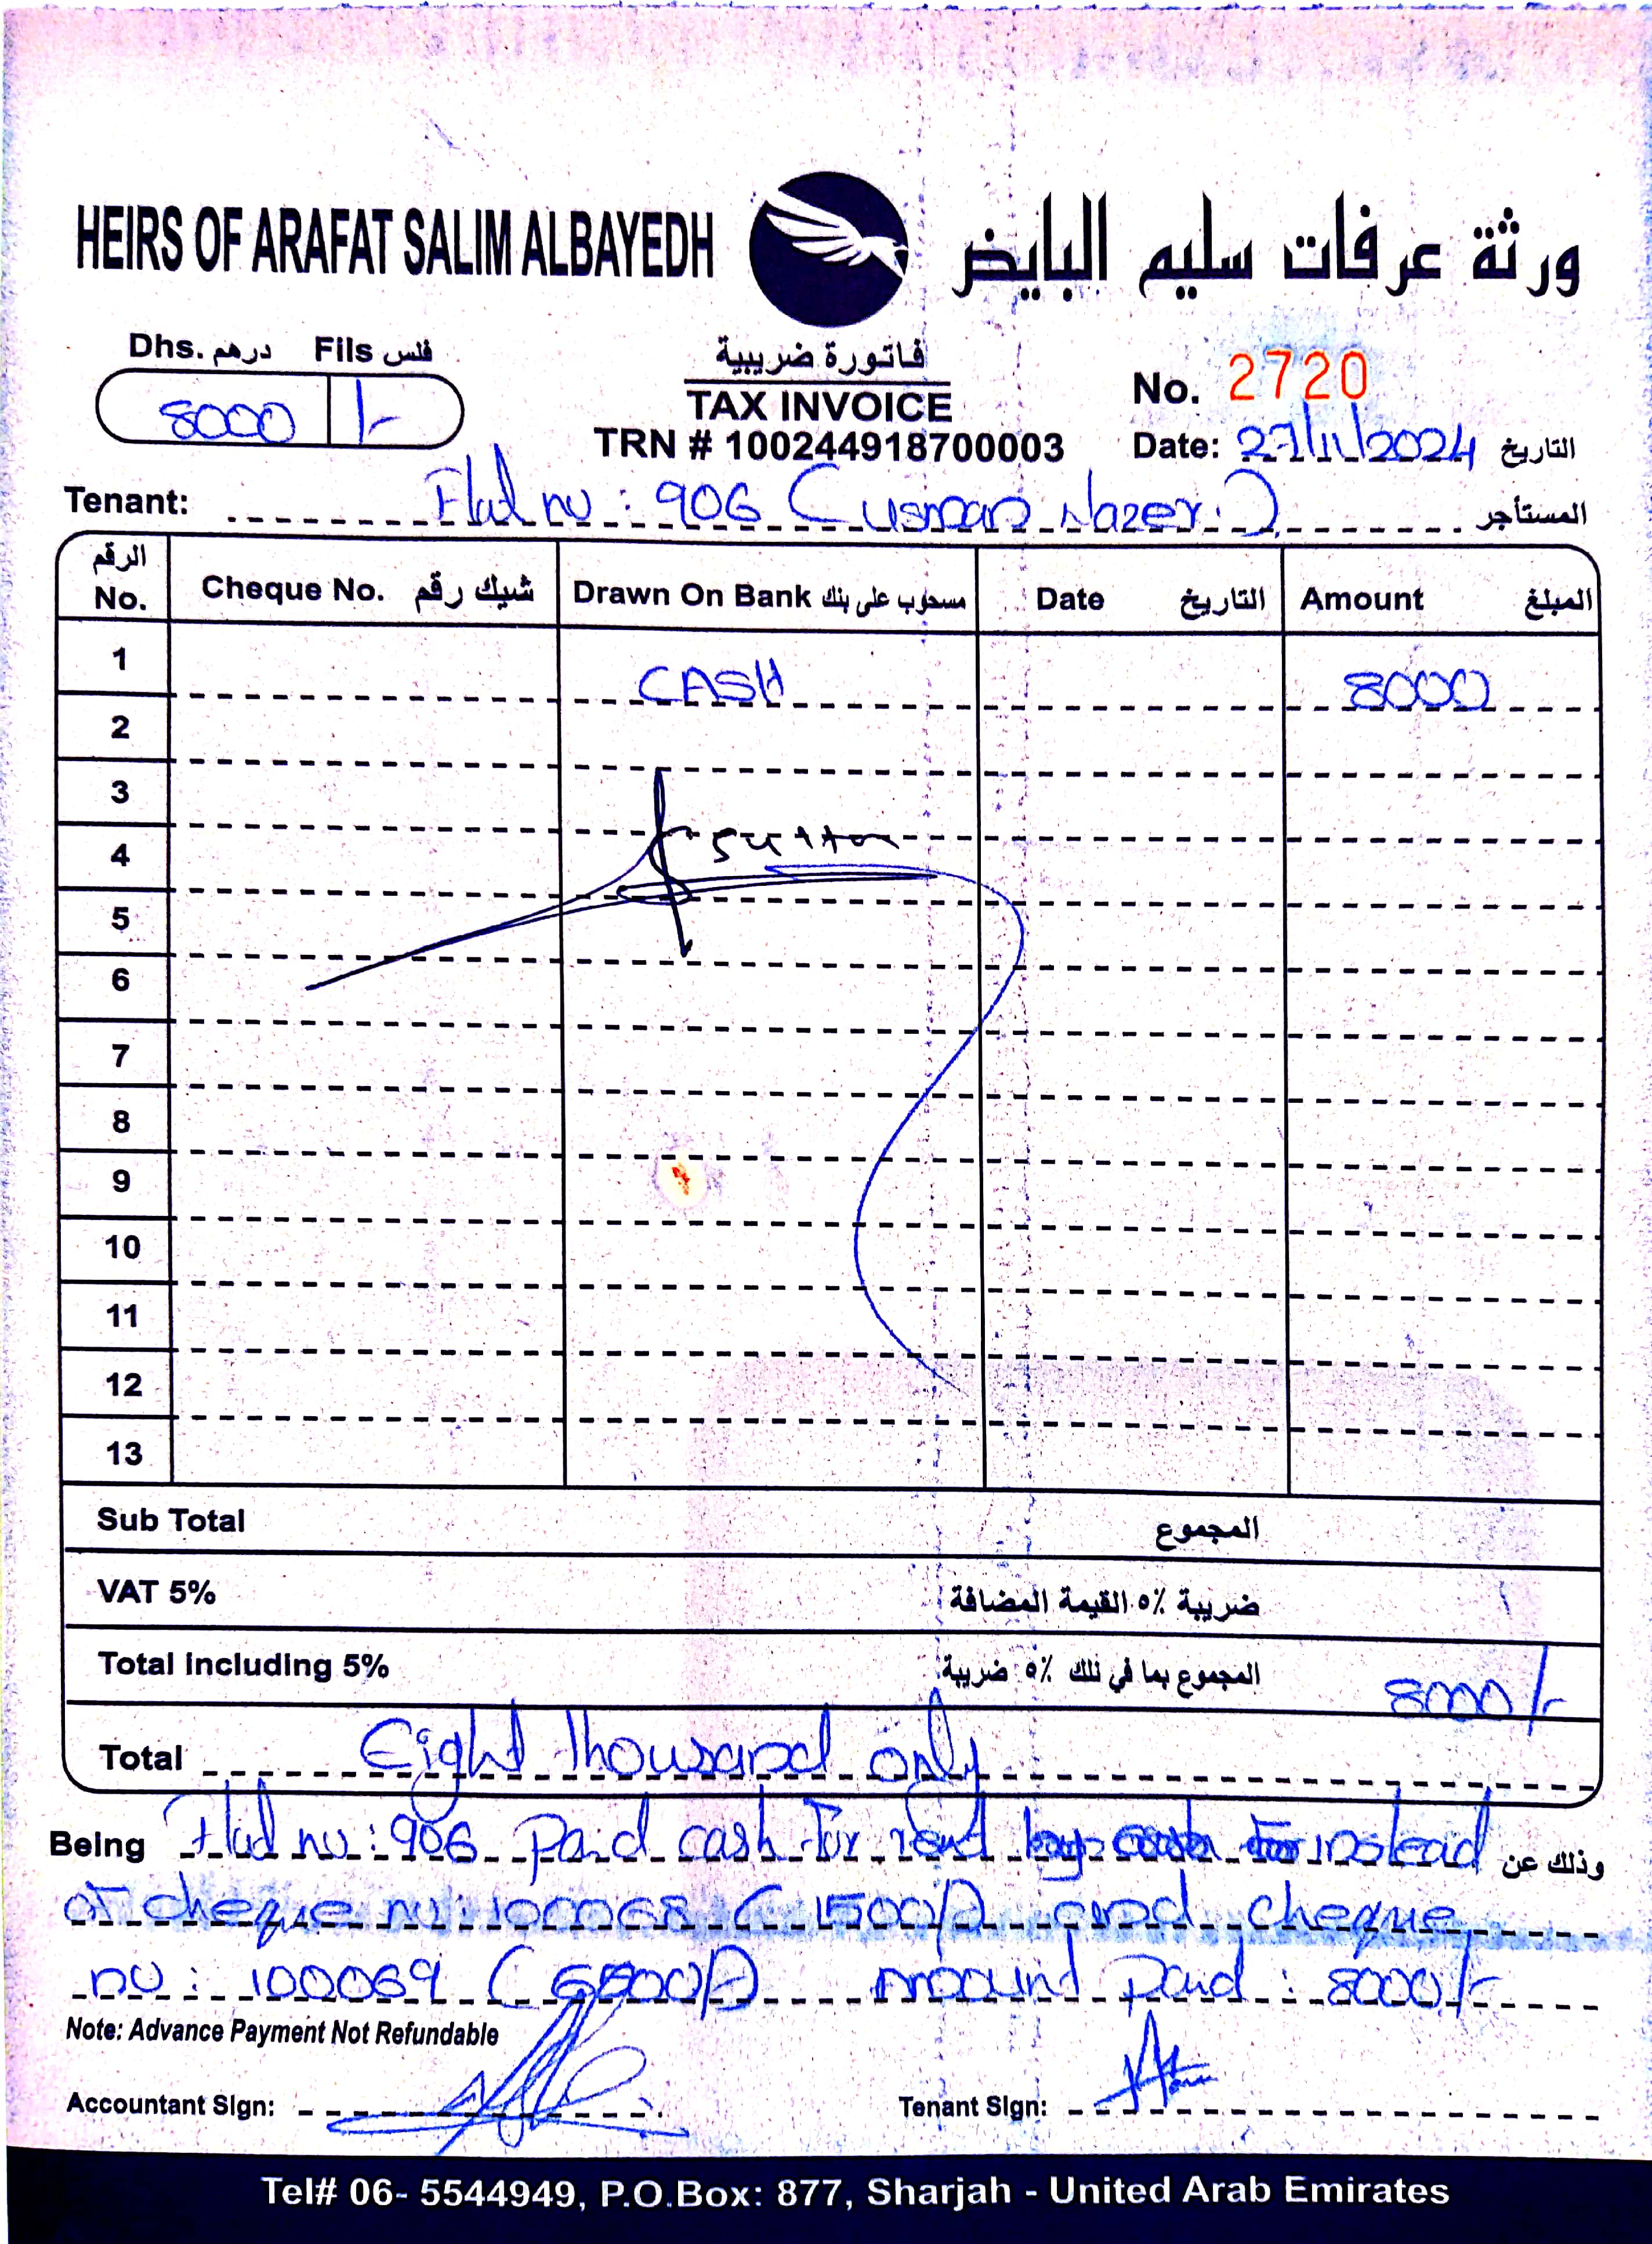 HEIRS OF ARAFAT SALIM ALBAYEDH ورثة عرفات سليم البايض
Dhs. درهم Fils فلس
8000 /-
فاتورة ضريبية
TAX INVOICE
TRN # 100244918700003
No. 2720
Date: 27/11/2024 التاريخ
Tenant: Flat no : 906 (Usman Nazer) المستأجر
الرقم No. Cheque No. شيك رقم Drawn On Bank مسحوب على بنك Date التاريخ Amount المبلغ
1 CASH 8000
2
3
4
5
6
7
8
9
10
11
12
13
Sub Total المجموع
VAT 5% ضريبة ٥٪ القيمة المضافة
Total including 5% المجموع بما في ذلك ٥٪ ضريبة 8000/-
Total Eight thousand only
Being Flat no : 906 Paid cash for rent instead وذلك عن
of cheque no : 100068 (1500/-) and cheque
no : 100069 (6500/-) Amount Paid : 8000/-
Note: Advance Payment Not Refundable
Accountant Sign: Tenant Sign:
Tel# 06- 5544949, P.O.Box: 877, Sharjah - United Arab Emirates